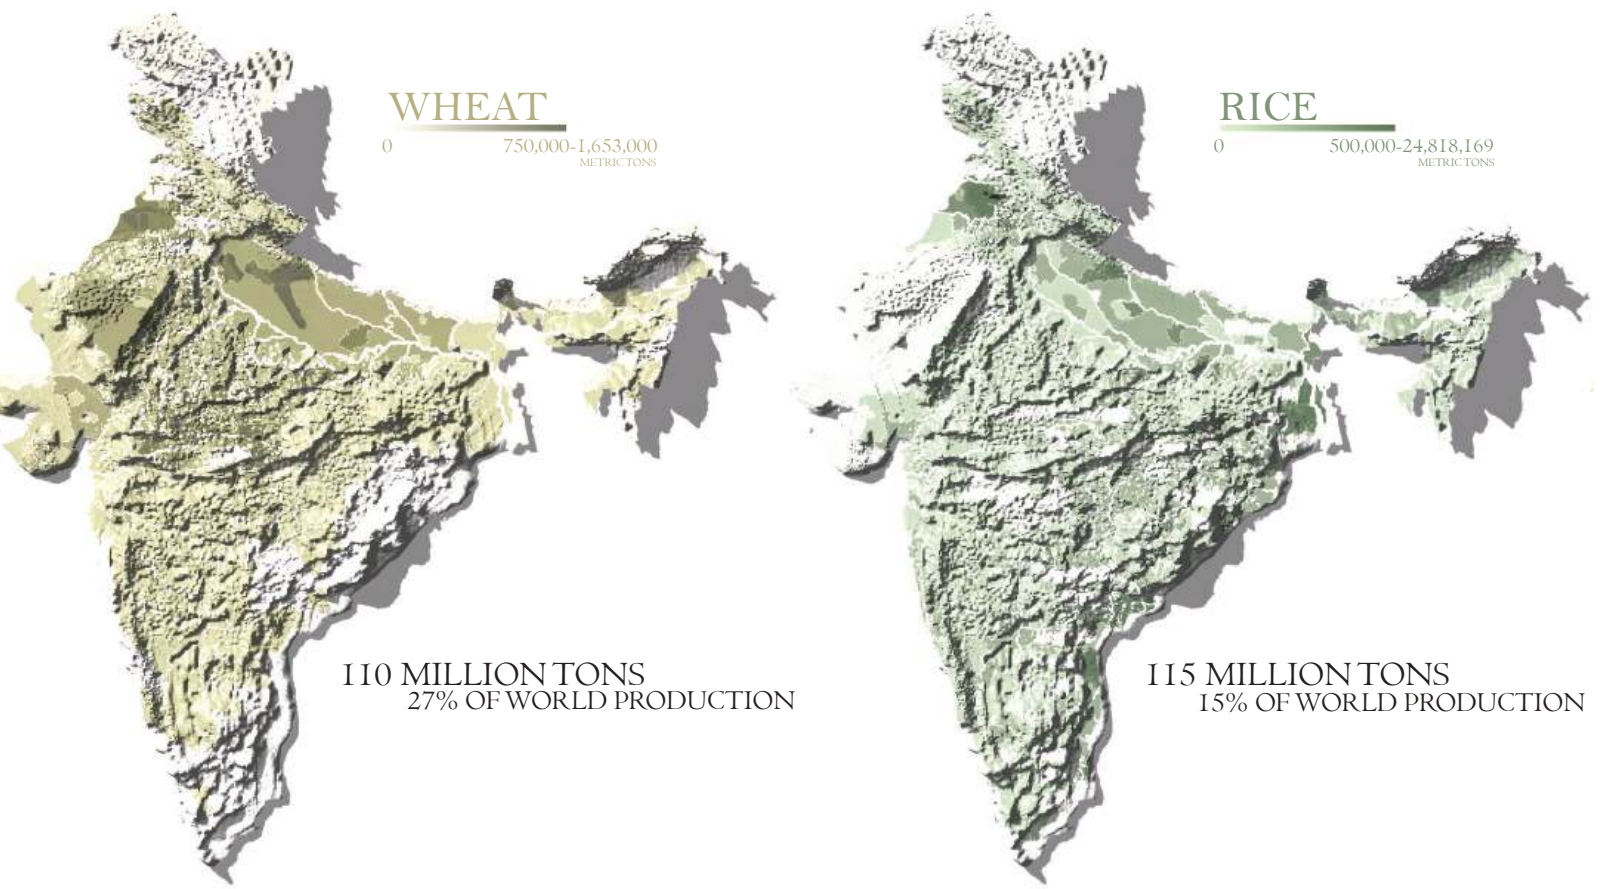 WHEAT
0 750,000-1,653,000
METRIC TONS
RICE
0 500,000-24,818,169
METRIC TONS
110 MILLION TONS
27% OF WORLD PRODUCTION
115 MILLION TONS
15% OF WORLD PRODUCTION